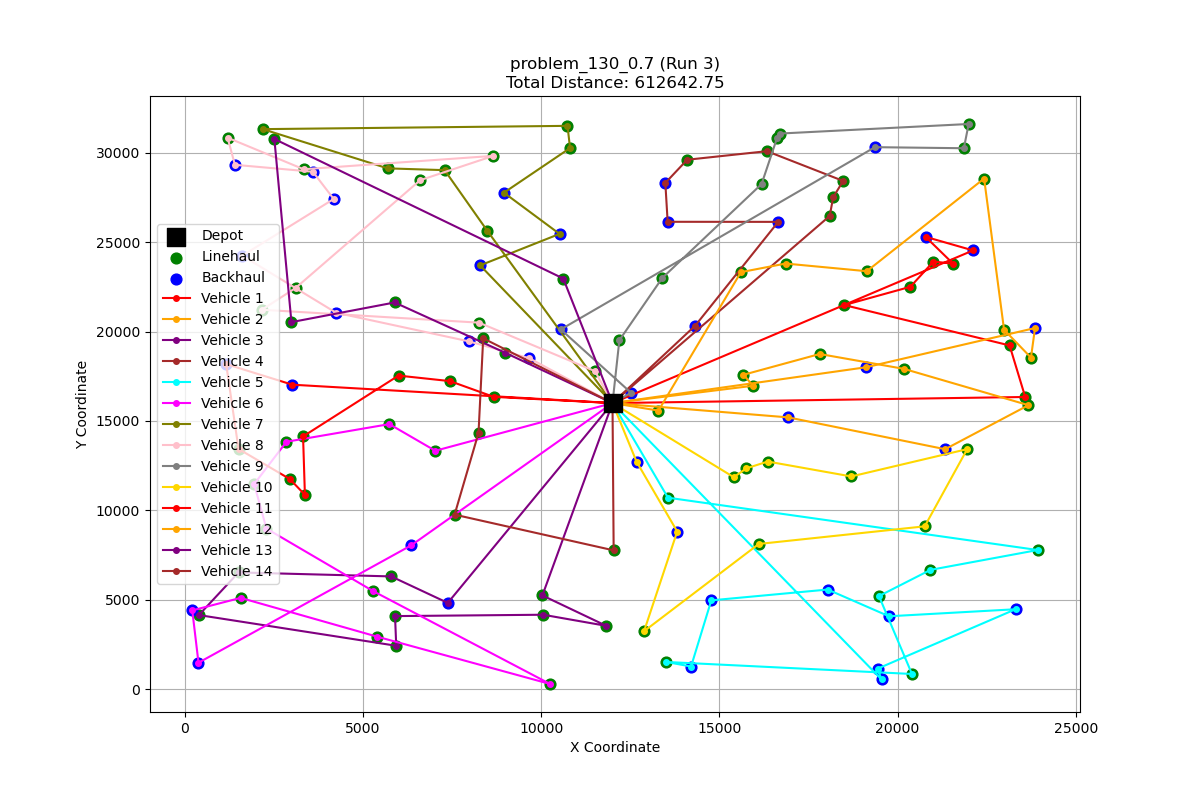 problem_130_0.7 (Run 3)
Total Distance: 612642.75
Y Coordinate
30000
25000
20000
15000
10000
5000
0
Depot
Linehaul
Backhaul
Vehicle 1
Vehicle 2
Vehicle 3
Vehicle 4
Vehicle 5
Vehicle 6
Vehicle 7
Vehicle 8
Vehicle 9
Vehicle 10
Vehicle 11
Vehicle 12
Vehicle 13
Vehicle 14
0
5000
10000
15000
20000
25000
X Coordinate